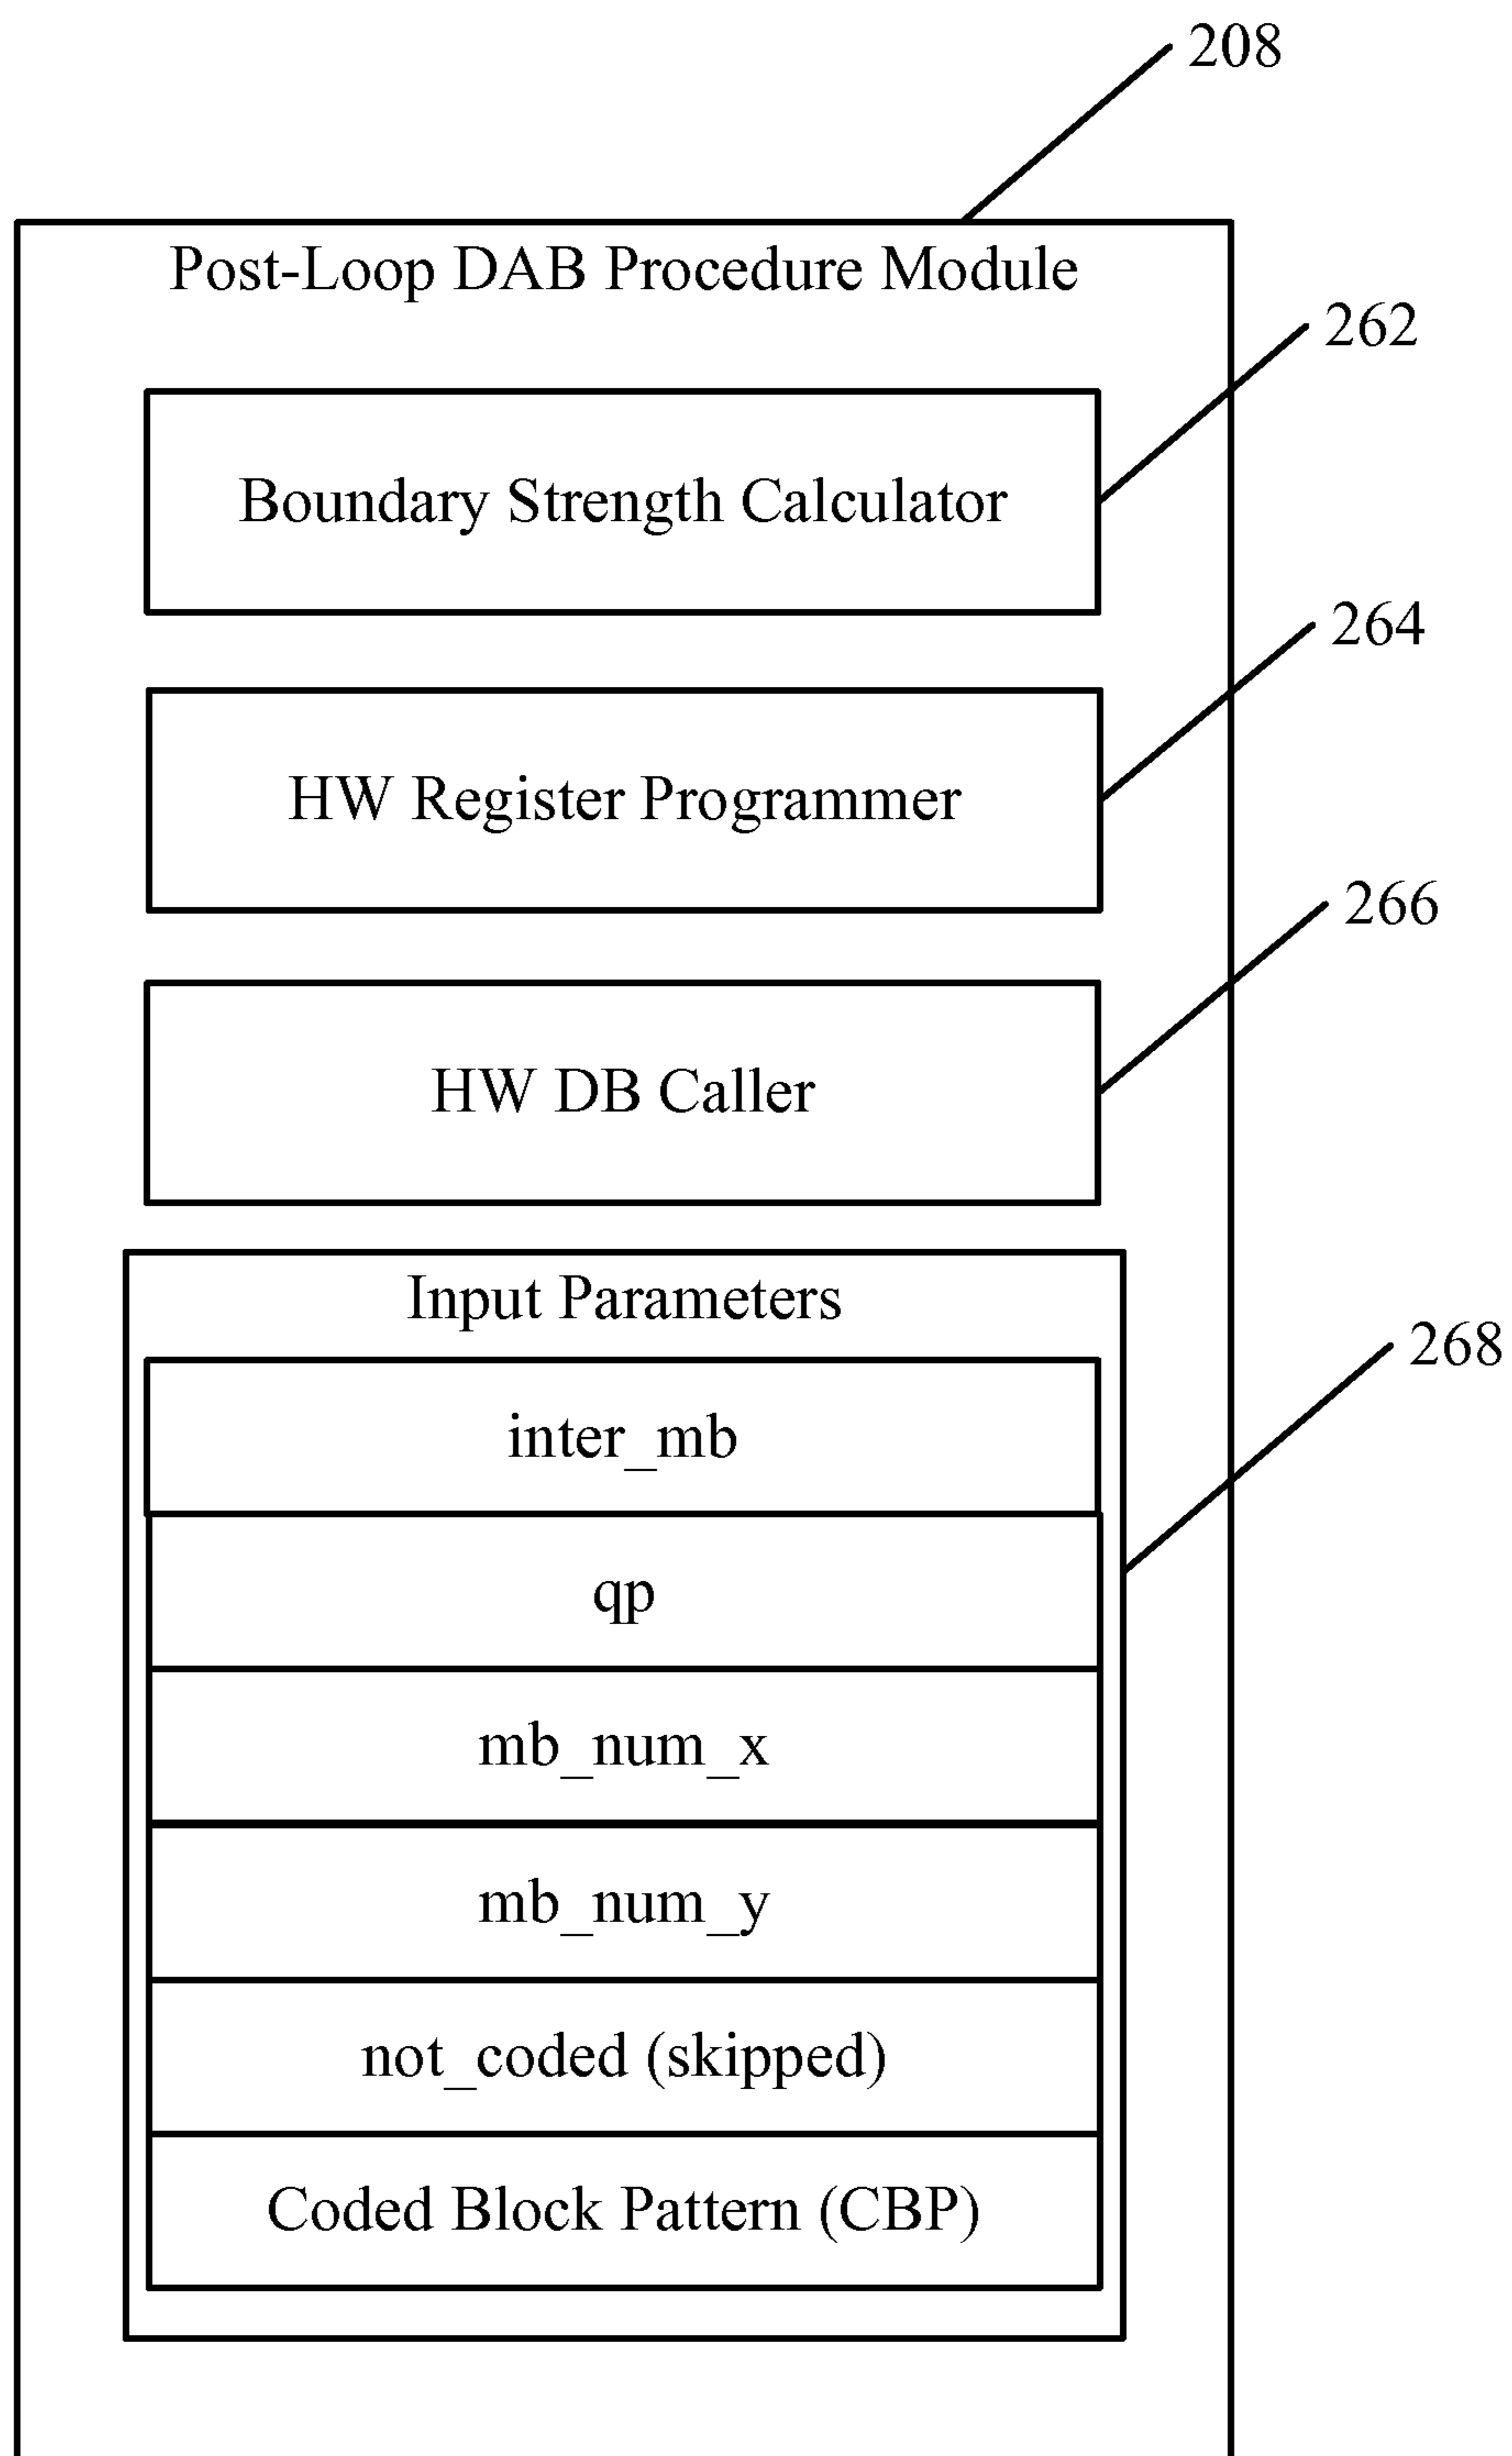 208
Post-Loop DAB Procedure Module
262
Boundary Strength Calculator
264
HW Register Programmer
266
HW DB Caller
Input Parameters
268
inter_mb
qp
mb_num_x
mb_num_y
not_coded (skipped)
Coded Block Pattern (CBP)